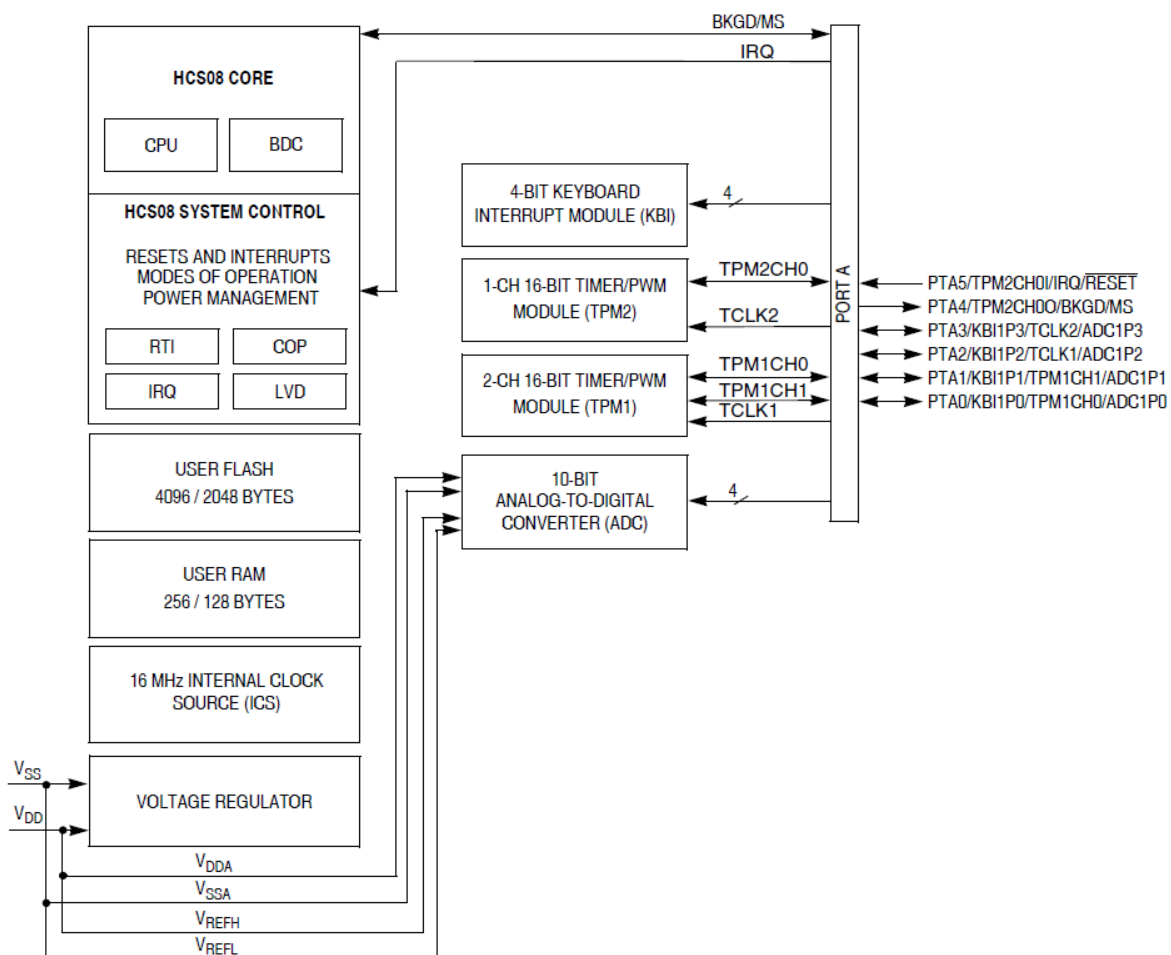 BKGD/MS
IRQ
HCS08 CORE
CPU
BDC
HCS08 SYSTEM CONTROL
RESETS AND INTERRUPTS
MODES OF OPERATION
POWER MANAGEMENT
RTI
COP
IRQ
LVD
USER FLASH
4096 / 2048 BYTES
USER RAM
256 / 128 BYTES
16 MHz INTERNAL CLOCK
SOURCE (ICS)
VSS
VDD
VOLTAGE REGULATOR
VDDA
VSSA
VREFH
VREFL
4-BIT KEYBOARD
INTERRUPT MODULE (KBI)
4
1-CH 16-BIT TIMER/PWM
MODULE (TPM2)
TPM2CH0
TCLK2
2-CH 16-BIT TIMER/PWM
MODULE (TPM1)
TPM1CH0
TPM1CH1
TCLK1
10-BIT
ANALOG-TO-DIGITAL
CONVERTER (ADC)
4
PORT A
PTA5/TPM2CH0I/IRQ/RESET
PTA4/TPM2CH0O/BKGD/MS
PTA3/KBI1P3/TCLK2/ADC1P3
PTA2/KBI1P2/TCLK1/ADC1P2
PTA1/KBI1P1/TPM1CH1/ADC1P1
PTA0/KBI1P0/TPM1CH0/ADC1P0